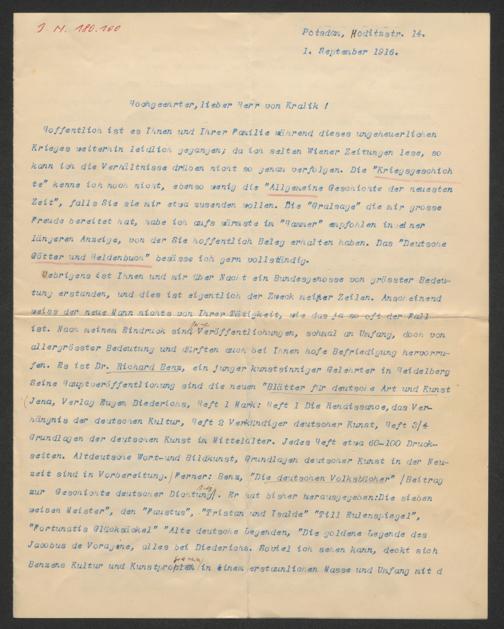 J. N. 180.100
Potsdam, Hoditzstr. 14.
1. September 1916.
Hochgeehrter, lieber Herr von Kralik !
Hoffentlich ist es Ihnen und Ihrer Familie während dieses ungeheuerlichen
Krieges weiterhin leidlich gegangen; da ich selten Wiener Zeitungen lese, so
kann ich die Verhältnisse drüben nicht so genau verfolgen. Die "Kriegsgeschich
te" kenne ich noch nicht, ebenso wenig die "Allgemeine Geschichte der neuesten
Zeit", falls Sie sie mir etwa zusenden wollen. Die "Gralsage" die mir grosse
Freude bereitet hat, habe ich aufs wärmste im "Hammer" empfohlen in einer
längeren Anzeige, von der Sie hoffentlich Beleg erhalten haben. Das "Deutsche
Götter und Heldenbuch" besässe ich gern vollständig.
Uebrigens ist Ihnen und mir über Nacht ein Bundesgenosse von grösster Bedeu-
tung erstanden, und dies ist eigentlich der Zweck meiner Zeilen. Anscheinend
weiss der neue Mann nichts von Ihrer Tätigkeit, wie das ja so oft der Fall
ist. Nach meinem Eindruck sind seine Veröffentlichungen, schmal an Umfang, doch von
allergrösster Bedeutung und dürften auch bei Ihnen hohe Befriedigung hervorru-
fen. Es ist Dr. Richard Benz, ein junger kunstsinniger Gelehrter in Heidelberg
Seine Hauptveröffentlichung sind die neuen "Blätter für deutsche Art und Kunst
Jena, Verlag Eugen Diederichs, Heft 1 Mark: Heft 1 Die Renaissance, das Ver-
hängnis der deutschen Kultur, Heft 2 Verkündiger deutscher Kunst, Heft 3/4
Grundlagen der deutschen Kunst im Mittelalter. Jedes Heft etwa 60-100 Druck-
seiten. Altdeutsche Wort-und Bildkunst, Grundlagen deutscher Kunst in der Neu-
zeit sind in Vorbereitung. Ferner: Benz, "Die deutschen Volksbücher" /Beitrag
zur Geschichte deutscher Dichtung/. Er hat bisher herausgegeben: Die sieben
weisen Meister", den "Faustus", "Tristan und Isalde" "Till Eulenspiegel",
"Fortunatis Glücksäckel" "Alte deutsche Legenden, "Die goldene Legende des
Jacobus de Vorajene, alles bei Diederichs. Soviel ich sehen kann, deckt sich
Benzens Kultur und Kunstprogramm in einem erstaunlichen Masse und Umfang mit d